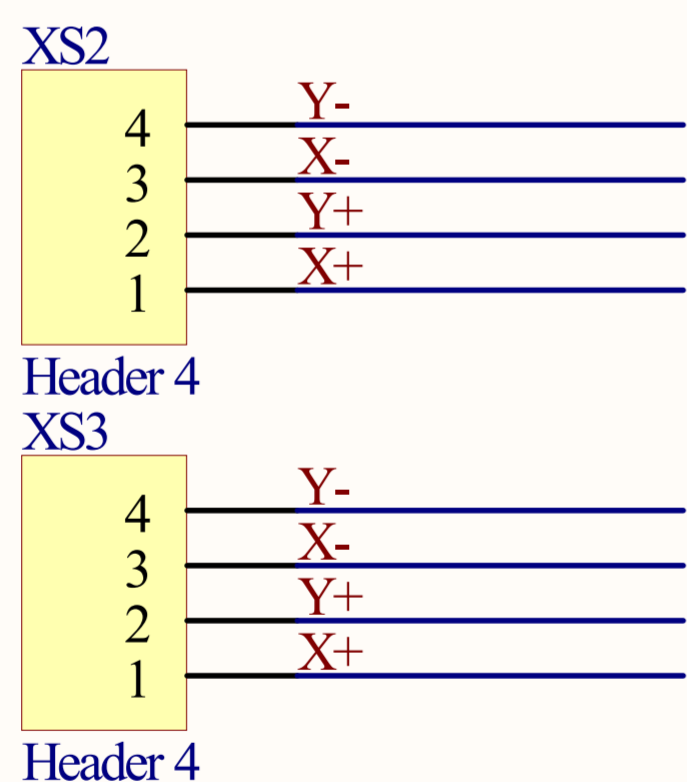 XS2
Y-
4
X-
3
Y+
2
X+
1
Header 4
XS3
Y-
4
X-
3
Y+
2
X+
1
Header 4